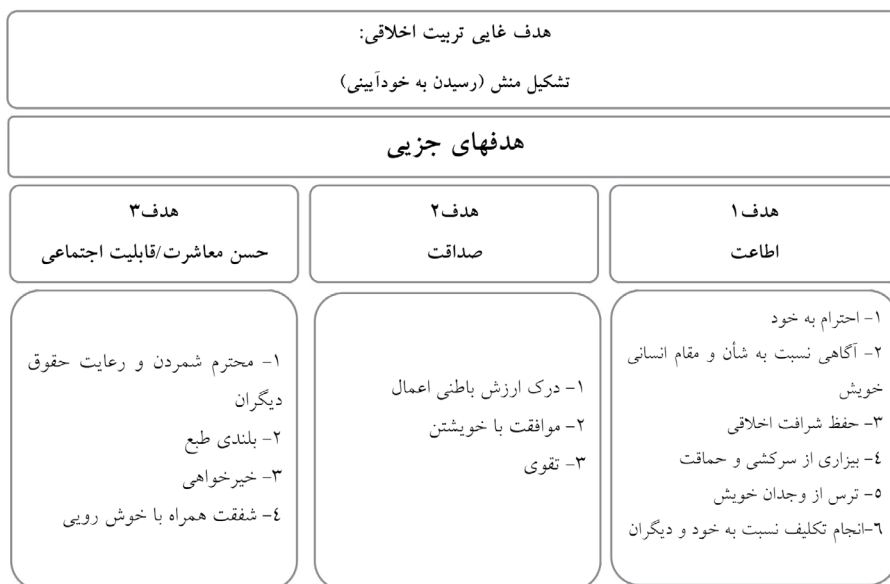 هدف غایی تربیت اخلاقی:
تشکیل منش (رسیدن به خودآیینی)
هدفهای جزیی
هدف۱
اطاعت
۱- احترام به خود
۲- آگاهی نسبت به شأن و مقام انسانی
خویش
۳- حفظ شرافت اخلاقی
٤- بیزاری از سرکشی و حماقت
٥- ترس از وجدان خویش
٦-انجام تکلیف نسبت به خود و دیگران
هدف۲
صداقت
۱- درک ارزش باطنی اعمال
۲- موافقت با خویشتن
۳- تقوی
هدف۳
حسن معاشرت/قابلیت اجتماعی
۱- محترم شمردن و رعایت حقوق
دیگران
۲- بلندی طبع
۳- خیرخواهی
٤- شفقت همراه با خوش رویی